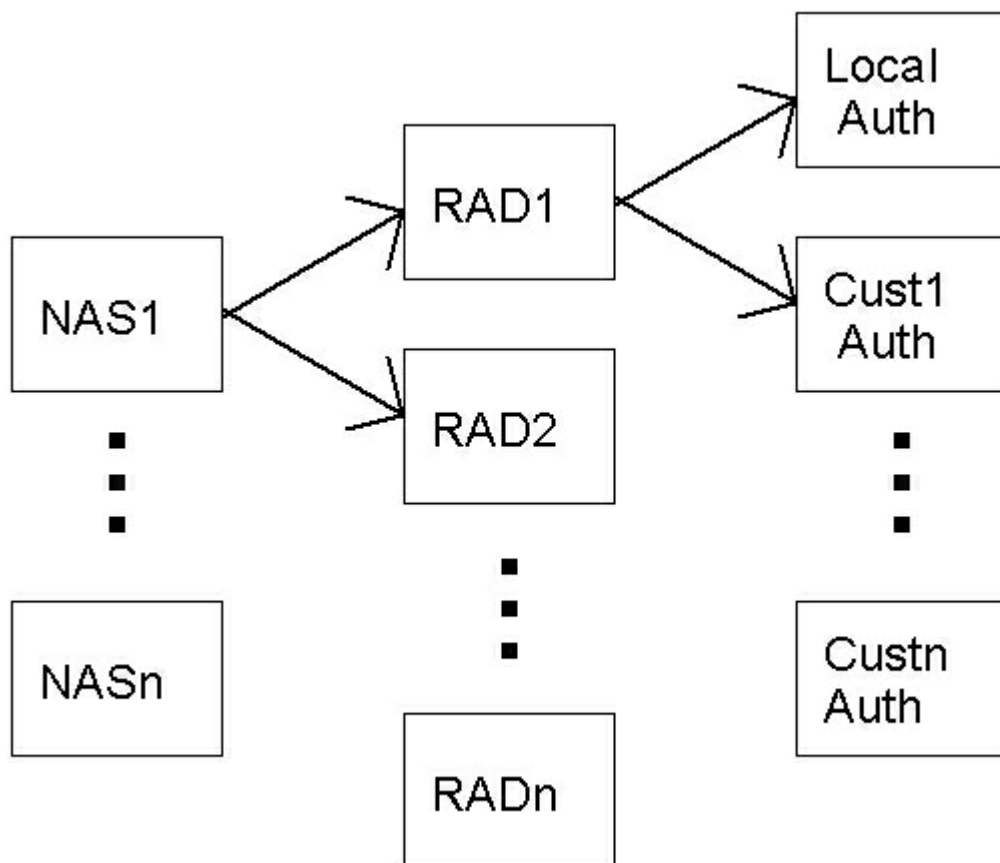 NAS1
NASn
RAD1
RAD2
RADn
Local
Auth
Cust1
Auth
Custn
Auth